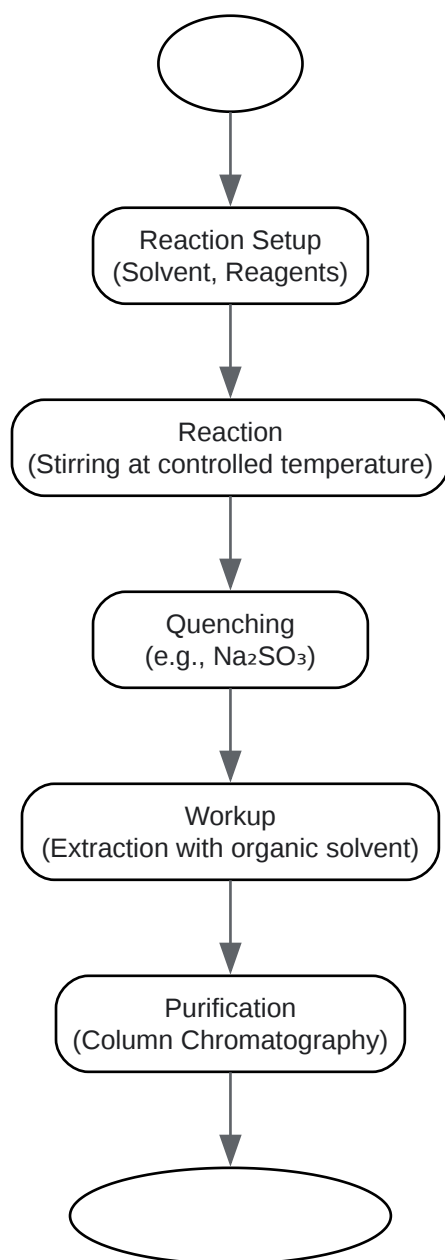 Reaction Setup
(Solvent, Reagents)
Reaction
(Stirring at controlled temperature)
Quenching
(e.g., Na₂SO₃)
Workup
(Extraction with organic solvent)
Purification
(Column Chromatography)